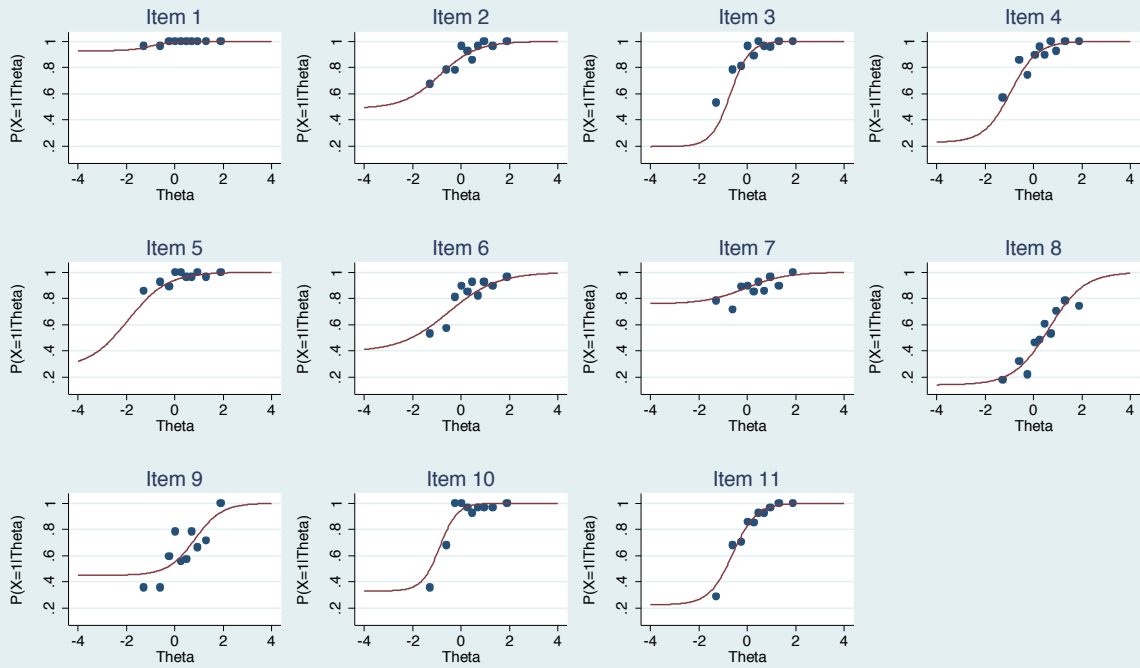 Item 1
P(X=1|Theta)
.2 .4 .6 .8 1
-4 -2 0 2 4
Theta
Item 2
P(X=1|Theta)
.2 .4 .6 .8 1
-4 -2 0 2 4
Theta
Item 3
P(X=1|Theta)
.2 .4 .6 .8 1
-4 -2 0 2 4
Theta
Item 4
P(X=1|Theta)
.2 .4 .6 .8 1
-4 -2 0 2 4
Theta
Item 5
P(X=1|Theta)
.2 .4 .6 .8 1
-4 -2 0 2 4
Theta
Item 6
P(X=1|Theta)
.2 .4 .6 .8 1
-4 -2 0 2 4
Theta
Item 7
P(X=1|Theta)
.2 .4 .6 .8 1
-4 -2 0 2 4
Theta
Item 8
P(X=1|Theta)
.2 .4 .6 .8 1
-4 -2 0 2 4
Theta
Item 9
P(X=1|Theta)
.2 .4 .6 .8 1
-4 -2 0 2 4
Theta
Item 10
P(X=1|Theta)
.2 .4 .6 .8 1
-4 -2 0 2 4
Theta
Item 11
P(X=1|Theta)
.2 .4 .6 .8 1
-4 -2 0 2 4
Theta